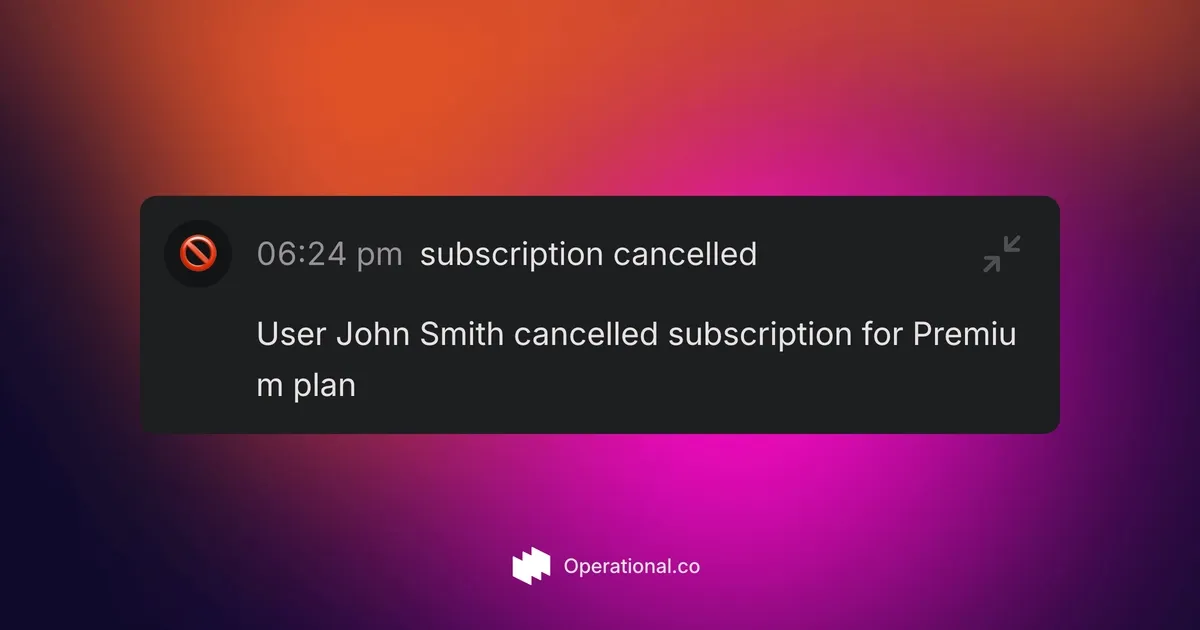 06:24 pm subscription cancelled
User John Smith cancelled subscription for Premiu
m plan
Operational.co